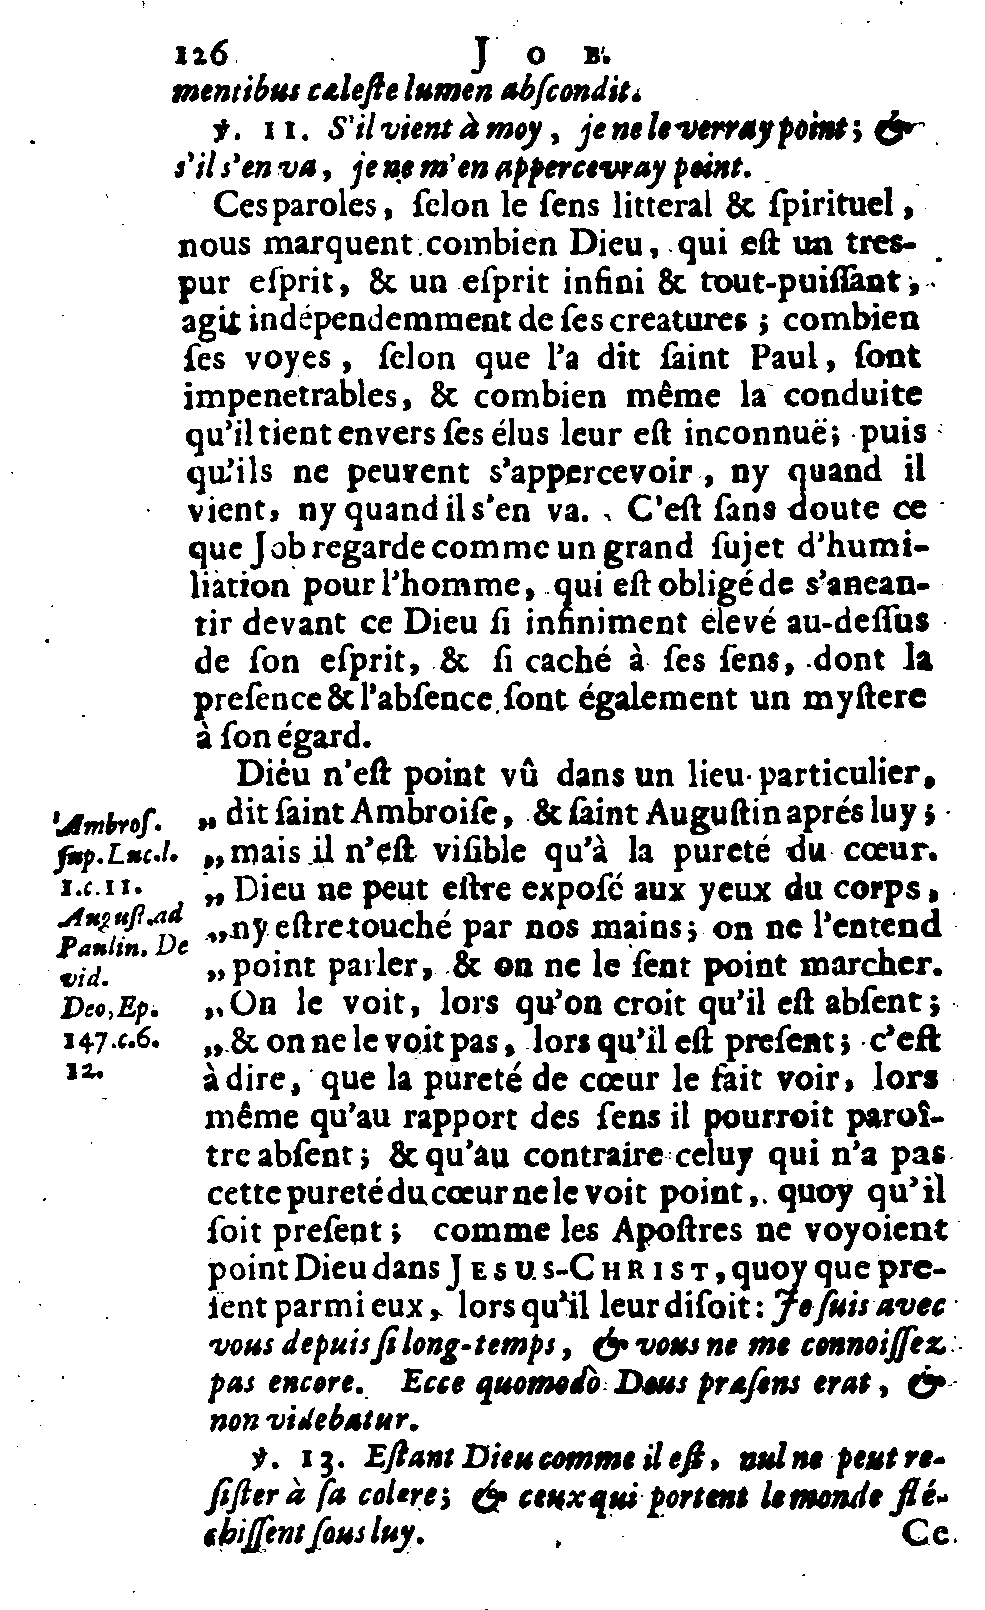 126 JOB.
mentibus cæleſte lumen abſcondit.
ỳ. 11. S'il vient à moy, je ne le verray point; &
s'il s'en va, je ne m'en appercevray point.
Ces paroles, ſelon le ſens litteral & ſpirituel,
nous marquent combien Dieu, qui eſt un tres-
pur eſprit, & un eſprit infini & tout-puiſſant,
agit indépendemment de ſes creatures; combien
ſes voyes, ſelon que l'a dit ſaint Paul, ſont
impenetrables, & combien même la conduite
qu'il tient envers ſes élus leur eſt inconnuë; puis
qu'ils ne peuvent s'appercevoir, ny quand il
vient, ny quand il s'en va. C'eſt ſans doute ce
que Job regarde comme un grand ſujet d'humi-
liation pour l'homme, qui eſt obligé de s'anean-
tir devant ce Dieu ſi infiniment élevé au-deſſus
de ſon eſprit, & ſi caché à ſes ſens, dont la
preſence & l'abſence ſont également un myſtere
à ſon égard.
Dieu n'eſt point vû dans un lieu particulier,
„ dit ſaint Ambroiſe, & ſaint Auguſtin aprés luy;
„ mais il n'eſt viſible qu'à la pureté du cœur.
„ Dieu ne peut eſtre expoſé aux yeux du corps,
„ ny eſtre touché par nos mains; on ne l'entend
„ point parler, & on ne le ſent point marcher.
„ On le voit, lors qu'on croit qu'il eſt abſent;
„ & on ne le voit pas, lors qu'il eſt preſent; c'eſt
à dire, que la pureté de cœur le fait voir, lors
même qu'au rapport des ſens il pourroit paroî-
tre abſent; & qu'au contraire celuy qui n'a pas
cette pureté du cœur ne le voit point, quoy qu'il
ſoit preſent; comme les Apoſtres ne voyoient
point Dieu dans JESUS-CHRIST, quoy que pre-
ſent parmi eux, lors qu'il leur diſoit: Je ſuis avec
vous depuis ſi long-temps, & vous ne me connoiſſez
pas encore. Ecce quomodò Deus præſens erat, &
non videbatur.
ỳ. 13. Eſtant Dieu comme il eſt, nul ne peut re-
ſiſter à ſa colere; & ceux qui portent le monde flé-
chiſſent ſous luy. Ce
Ambroſ.
ſup. Luc. l.
1. c. 11.
Auguſt. ad
Paulin. De
vid.
Deo, Ep.
147. c. 6.
12.